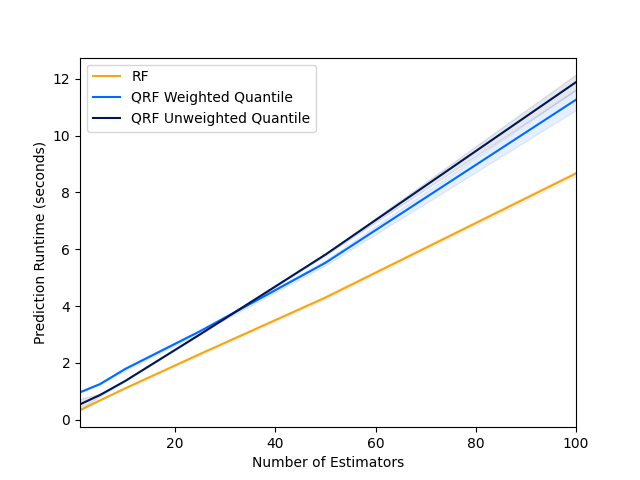 RF
QRF Weighted Quantile
QRF Unweighted Quantile
Prediction Runtime (seconds)
12
10
8
6
4
2
0
20 40 60 80 100
Number of Estimators